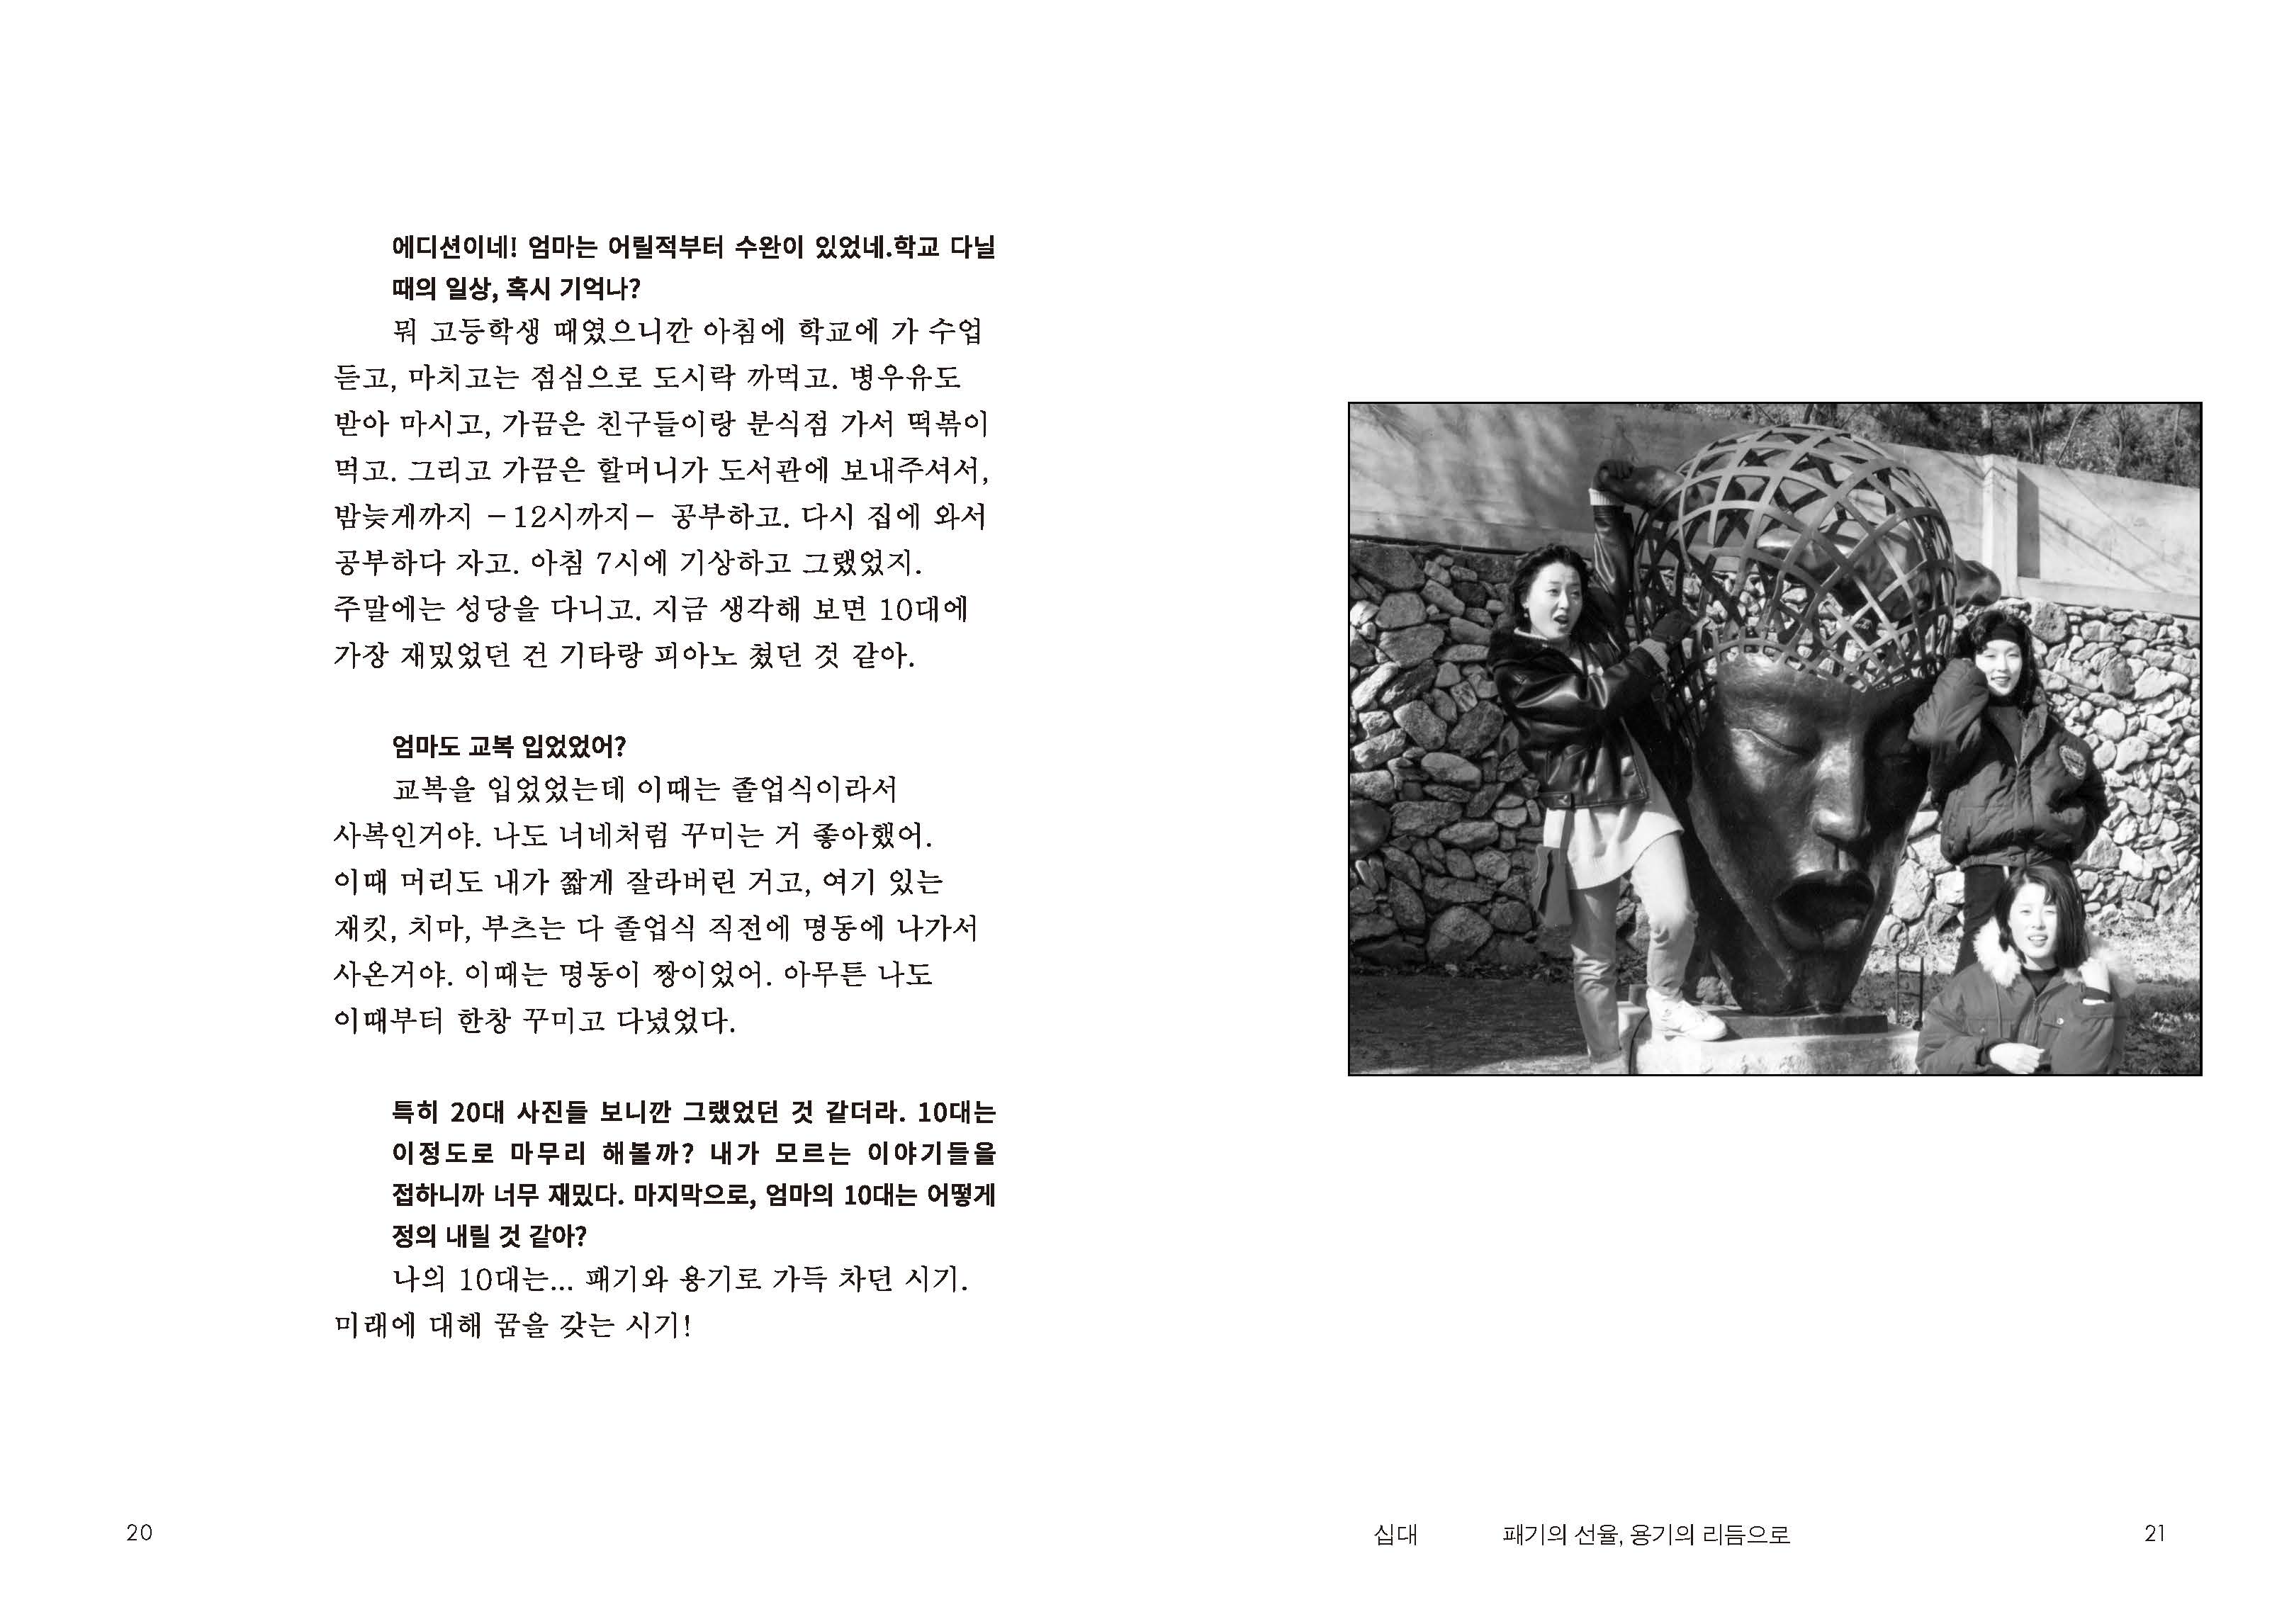 에디션이네! 엄마는 어릴적부터 수완이 있었네.학교 다닐
때의 일상, 혹시 기억나?
뭐 고등학생 때였으니깐 아침에 학교에 가 수업
듣고, 마치고는 점심으로 도시락 까먹고. 병우유도
받아 마시고, 가끔은 친구들이랑 분식점 가서 떡볶이
먹고. 그리고 가끔은 할머니가 도서관에 보내주셔서,
밤늦게까지 –12시까지– 공부하고. 다시 집에 와서
공부하다 자고. 아침 7시에 기상하고 그랬었지.
주말에는 성당을 다니고. 지금 생각해 보면 10대에
가장 재밌었던 건 기타랑 피아노 쳤던 것 같아.
엄마도 교복 입었었어?
교복을 입었었는데 이때는 졸업식이라서
사복인거야. 나도 너네처럼 꾸미는 거 좋아했어.
이때 머리도 내가 짧게 잘라버린 거고, 여기 있는
재킷, 치마, 부츠는 다 졸업식 직전에 명동에 나가서
사온거야. 이때는 명동이 짱이었어. 아무튼 나도
이때부터 한창 꾸미고 다녔었다.
특히 20대 사진들 보니깐 그랬었던 것 같더라. 10대는
이정도로 마무리 해볼까? 내가 모르는 이야기들을
접하니까 너무 재밌다. 마지막으로, 엄마의 10대는 어떻게
정의 내릴 것 같아?
나의 10대는... 패기와 용기로 가득 차던 시기.
미래에 대해 꿈을 갖는 시기!
20
십대 패기의 선율, 용기의 리듬으로 21